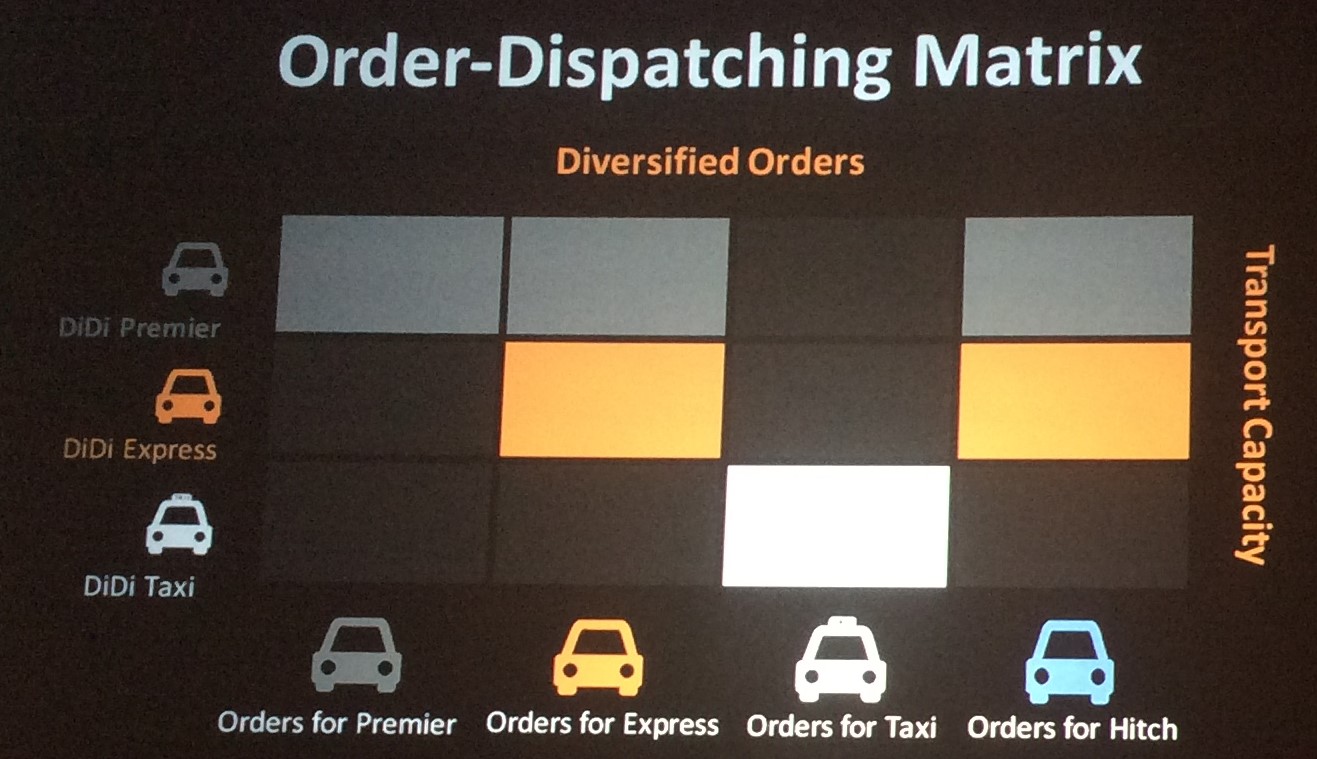 Order-Dispatching Matrix
Diversified Orders
DiDi Premier
DiDi Express
DiDi Taxi
Transport Capacity
Orders for Premier
Orders for Express
Orders for Taxi
Orders for Hitch